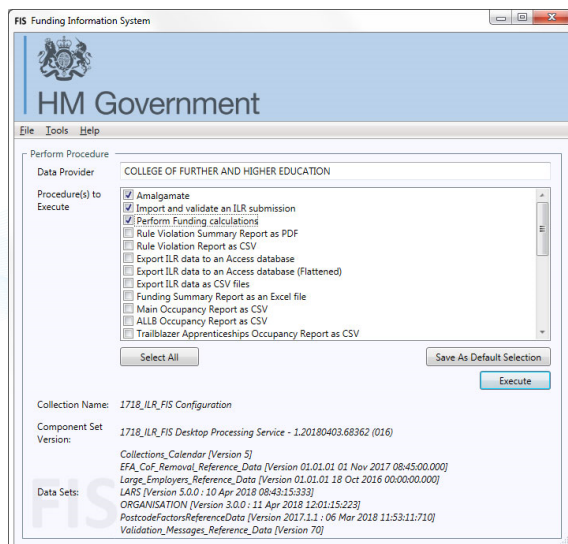 FIS Funding Information System
HM Government
File Tools Help
Perform Procedure
Data Provider COLLEGE OF FURTHER AND HIGHER EDUCATION
Procedure(s) to Execute
Amalgamate
Import and validate an ILR submission
Perform Funding calculations
Rule Violation Summary Report as PDF
Rule Violation Report as CSV
Export ILR data to an Access database
Export ILR data to an Access database (Flattened)
Export ILR data as CSV files
Funding Summary Report as an Excel file
Main Occupancy Report as CSV
ALLB Occupancy Report as CSV
Trailblazer Apprenticeships Occupancy Report as CSV
Select All Save As Default Selection
Execute
Collection Name: 1718_ILR_FIS Configuration
Component Set Version: 1718_ILR_FIS Desktop Processing Service - 1.20180403.68362 (016)
Data Sets:
Collections_Calendar [Version 5]
EFA_CoF_Removal_Reference_Data [Version 01.01.01 01 Nov 2017 08:45:00.000]
Large_Employers_Reference_Data [Version 01.01.01 18 Oct 2016 00:00:00.000]
LARS [Version 5.0.0 : 10 Apr 2018 08:43:15:333]
ORGANISATION [Version 3.0.0 : 11 Apr 2018 12:01:15:223]
PostcodeFactorsReferenceData [Version 2017.1.1 : 06 Mar 2018 11:53:11:710]
Validation_Messages_Reference_Data [Version 70]
FIS